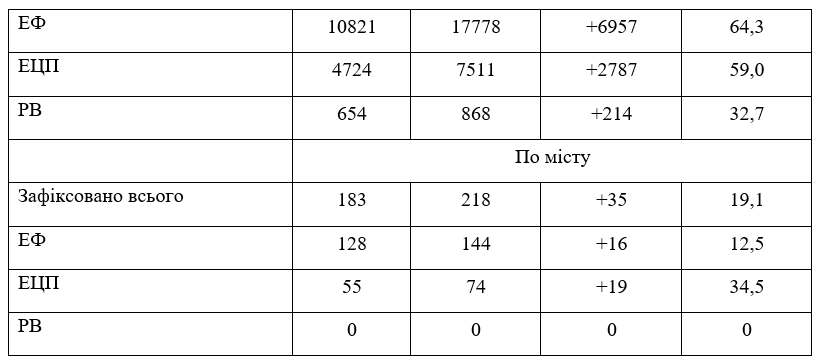 ЕФ 10821 17778 +6957 64,3
ЕЦП 4724 7511 +2787 59,0
РВ 654 868 +214 32,7
По місту
Зафіксовано всього 183 218 +35 19,1
ЕФ 128 144 +16 12,5
ЕЦП 55 74 +19 34,5
РВ 0 0 0 0